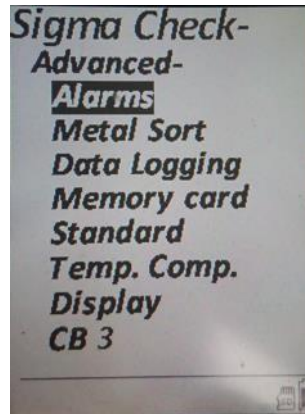 Sigma Check-
Advanced-
Alarms
Metal Sort
Data Logging
Memory card
Standard
Temp. Comp.
Display
CB 3